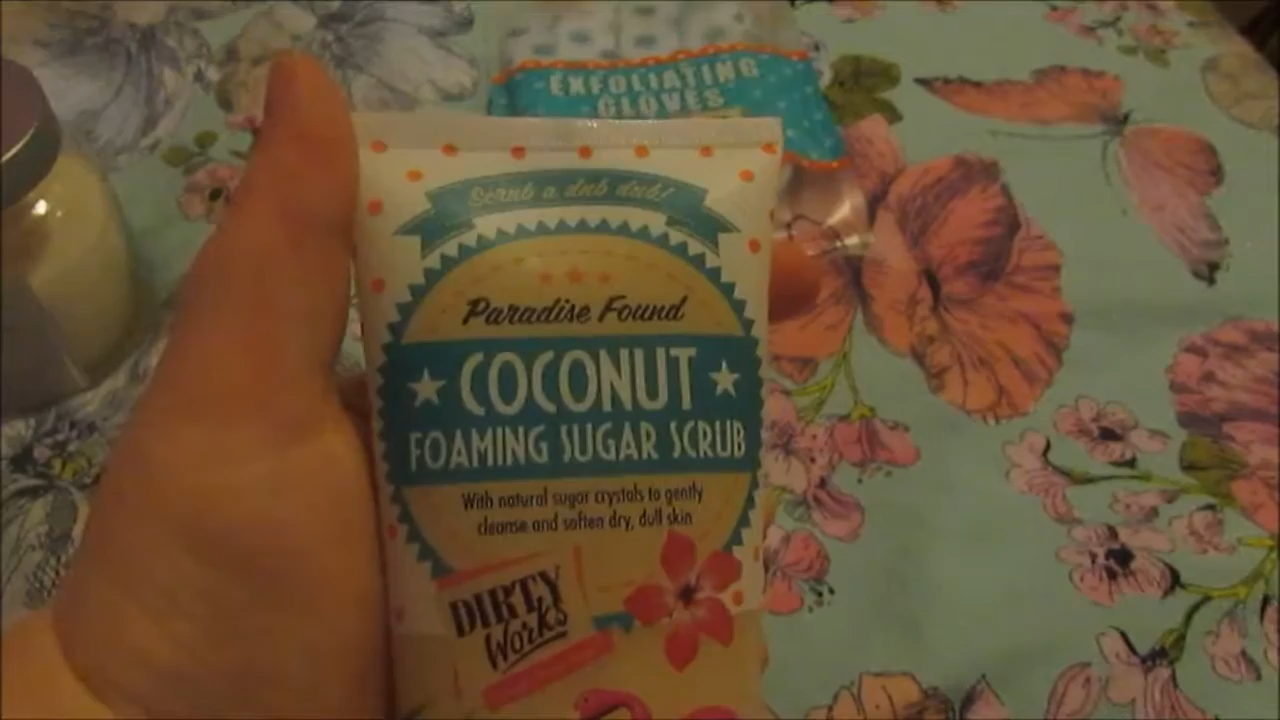 EXFOLIATING
GLOVES
Scrub a dub dub!
Paradise Found
COCONUT
FOAMING SUGAR SCRUB
With natural sugar crystals to gently
cleanse and soften dry, dull skin
DIRTY
Works